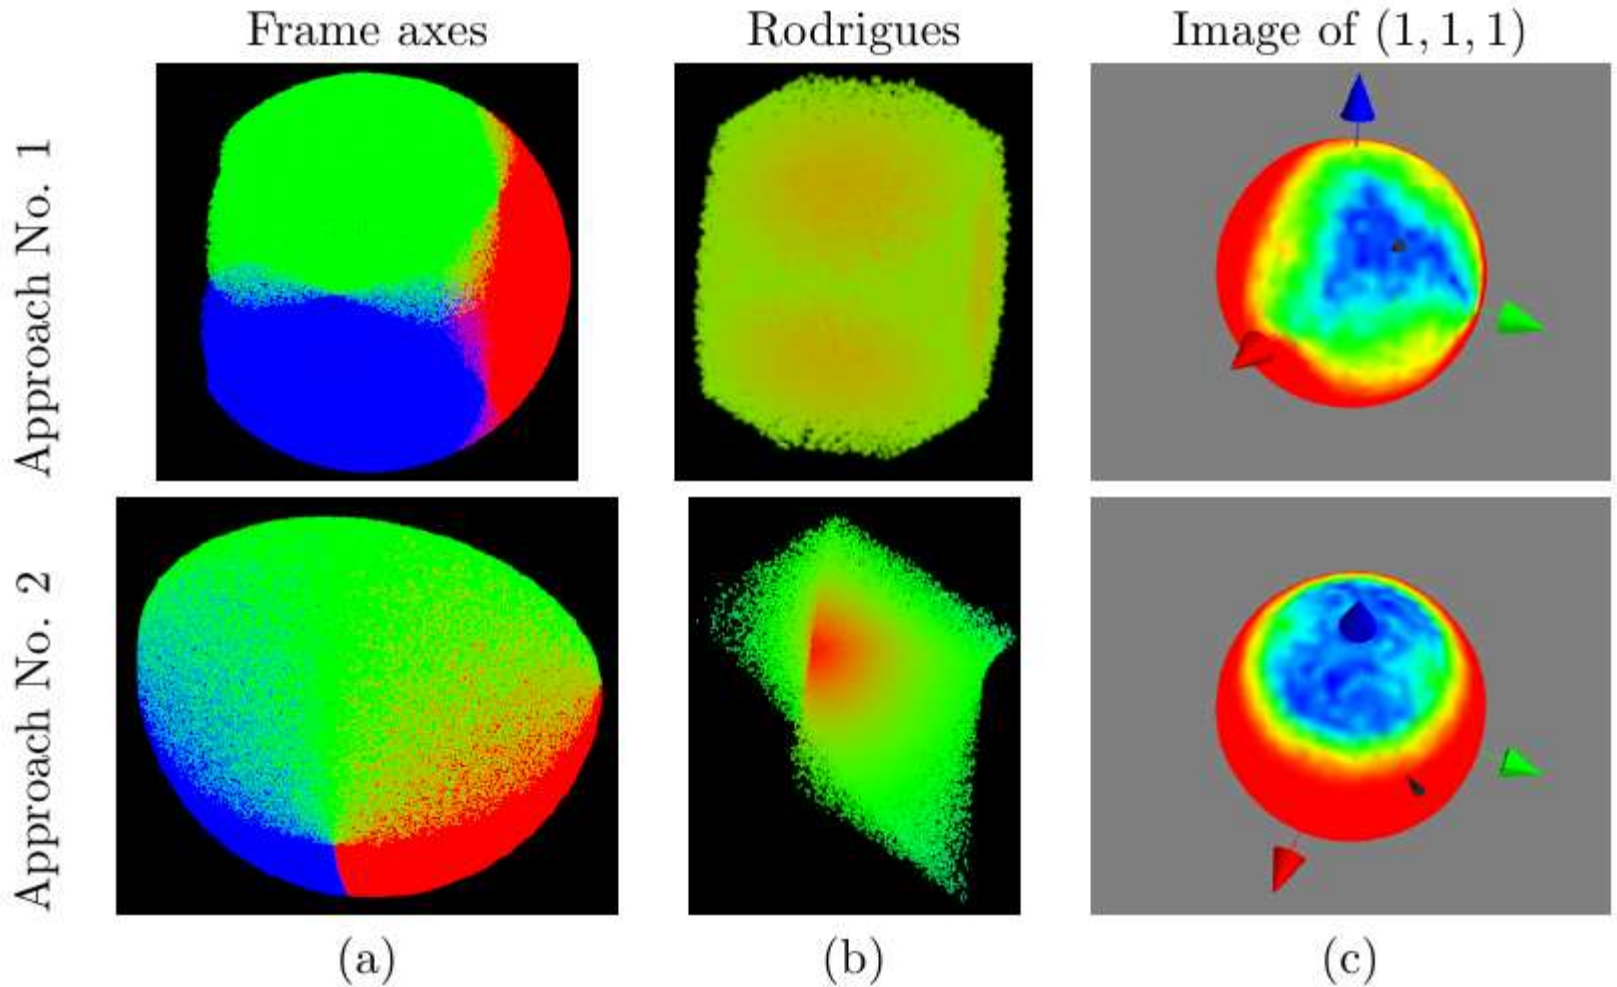 Frame axes
Rodrigues
Image of (1, 1, 1)
Approach No. 1
Approach No. 2
(a)
(b)
(c)